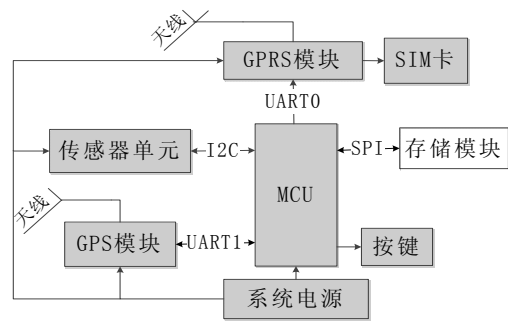 天线
GPRS模块
SIM卡
UART0
传感器单元
I2C
MCU
SPI
存储模块
天线
GPS模块
UART1
按键
系统电源